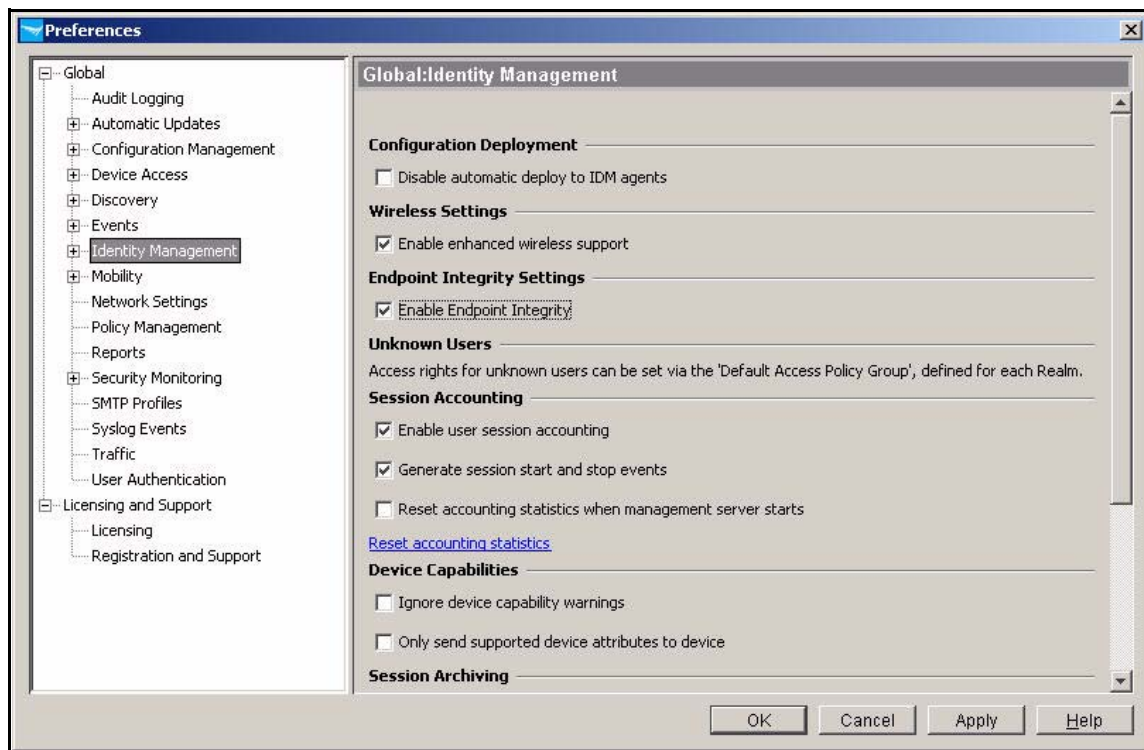 Preferences
Global
Audit Logging
Automatic Updates
Configuration Management
Device Access
Discovery
Events
Identity Management
Mobility
Network Settings
Policy Management
Reports
Security Monitoring
SMTP Profiles
Syslog Events
Traffic
User Authentication
Licensing and Support
Licensing
Registration and Support
Global:Identity Management
Configuration Deployment
Disable automatic deploy to IDM agents
Wireless Settings
Enable enhanced wireless support
Endpoint Integrity Settings
Enable Endpoint Integrity
Unknown Users
Access rights for unknown users can be set via the 'Default Access Policy Group', defined for each Realm.
Session Accounting
Enable user session accounting
Generate session start and stop events
Reset accounting statistics when management server starts
Reset accounting statistics
Device Capabilities
Ignore device capability warnings
Only send supported device attributes to device
Session Archiving
OK Cancel Apply Help